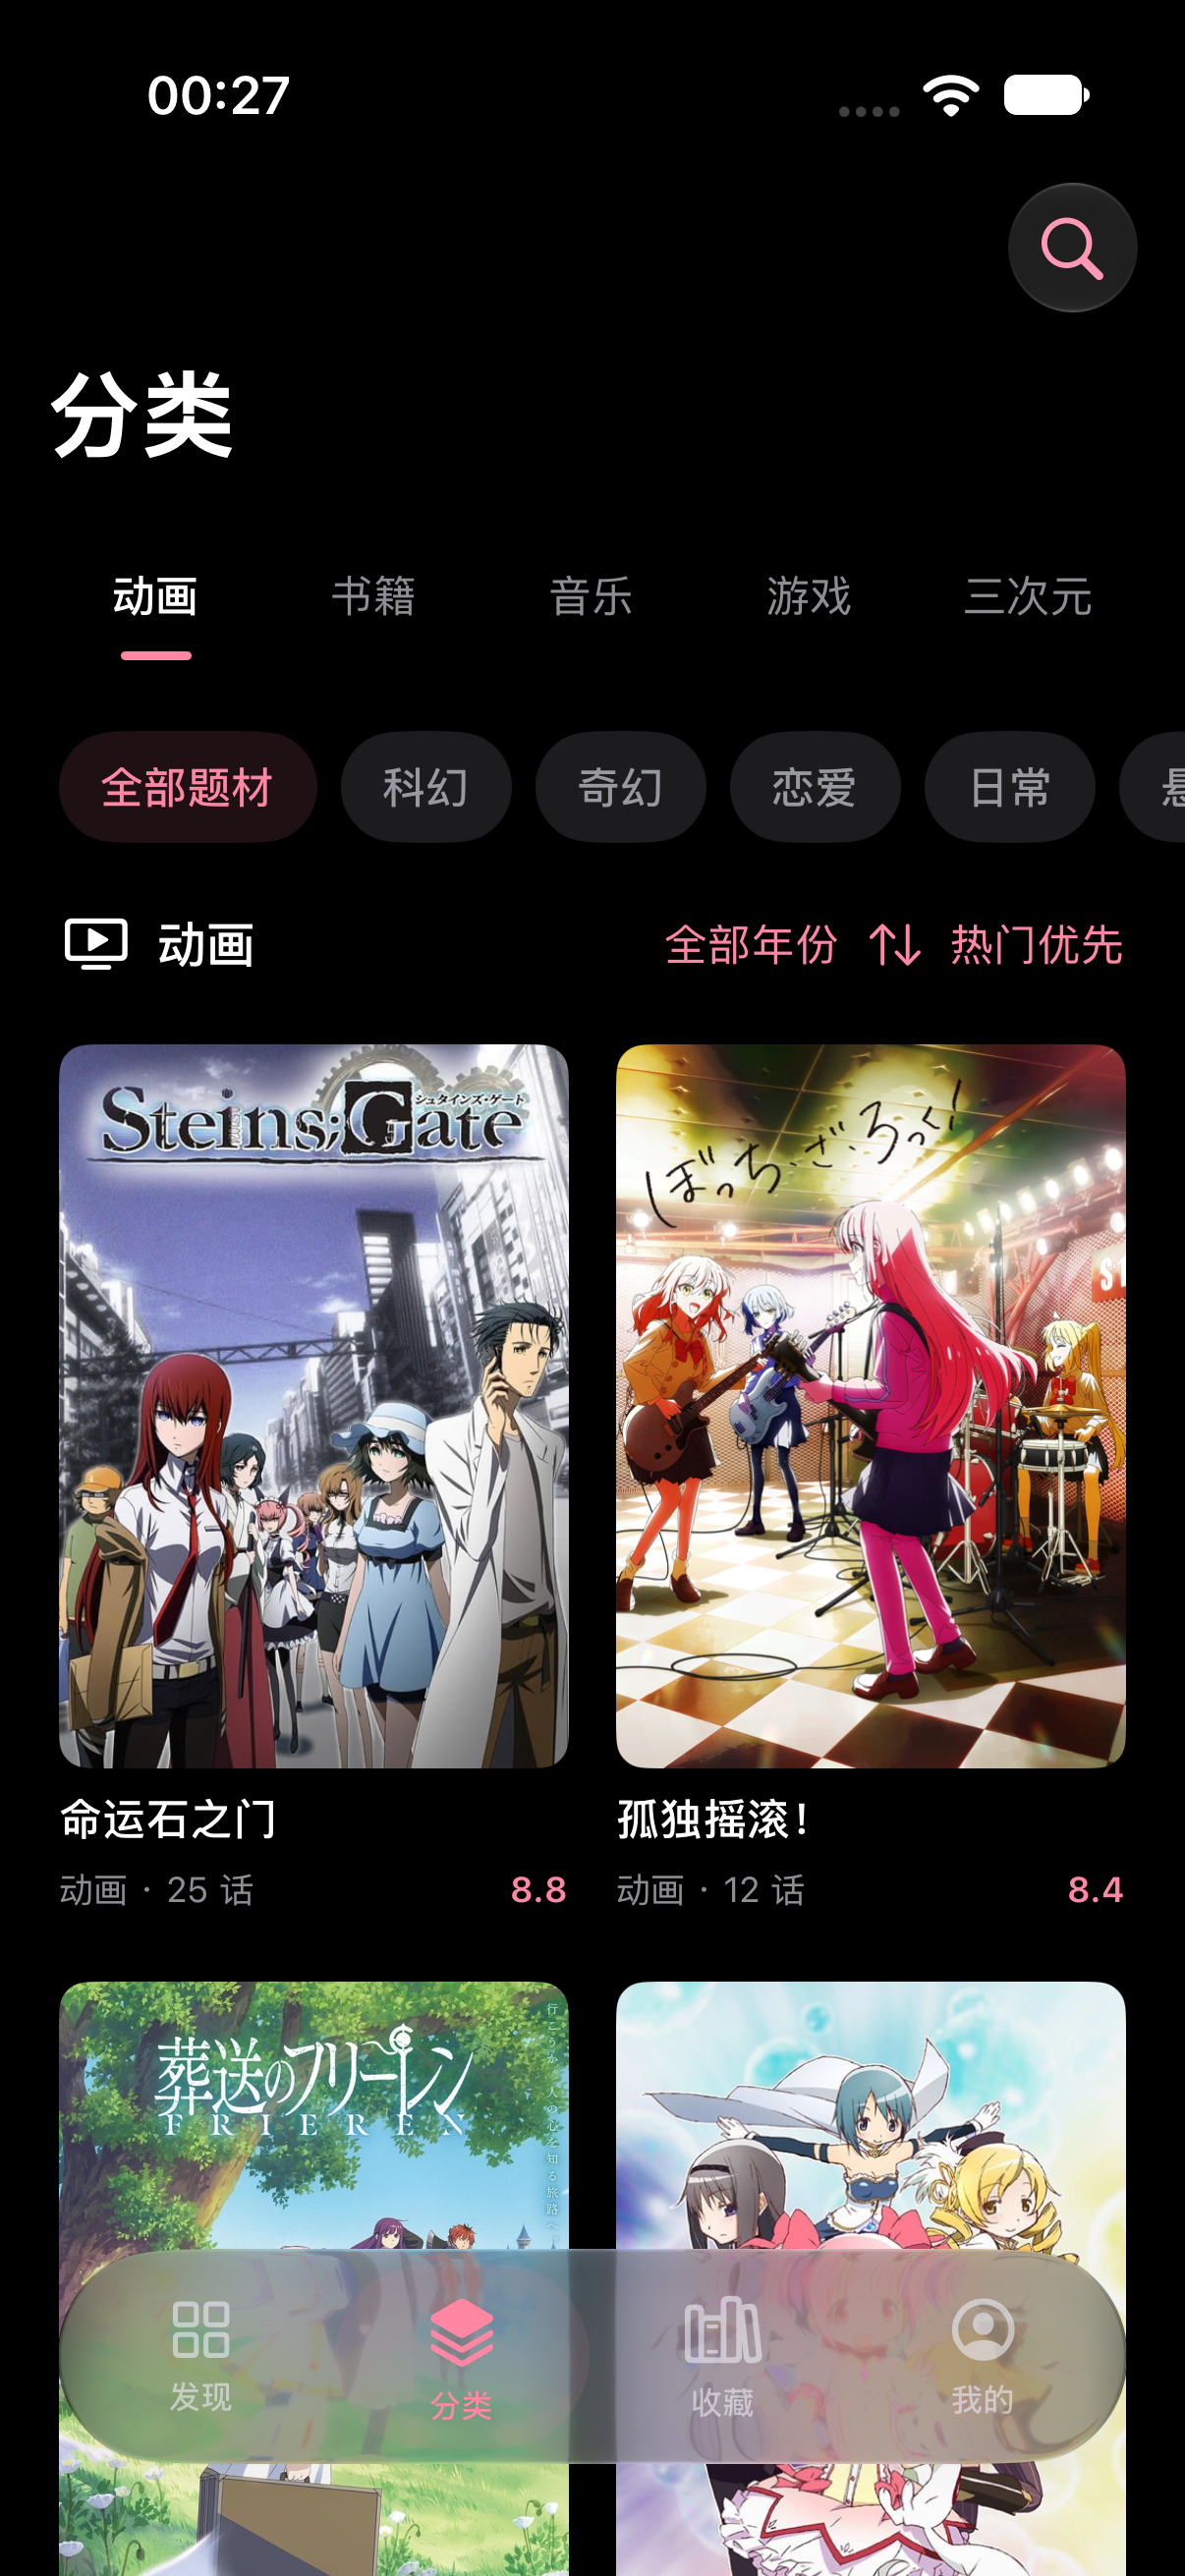 00:27
分类
动画 书籍 音乐 游戏 三次元
全部题材 科幻 奇幻 恋爱 日常
动画 全部年份 热门优先
Steins;Gate
シュタインズ・ゲート
ぼっち・ざ・ろっく!
命运石之门 孤独摇滚！
动画 · 25 话 8.8 动画 · 12 话 8.4
葬送のフリーレン
FRIEREN
发现 分类 收藏 我的